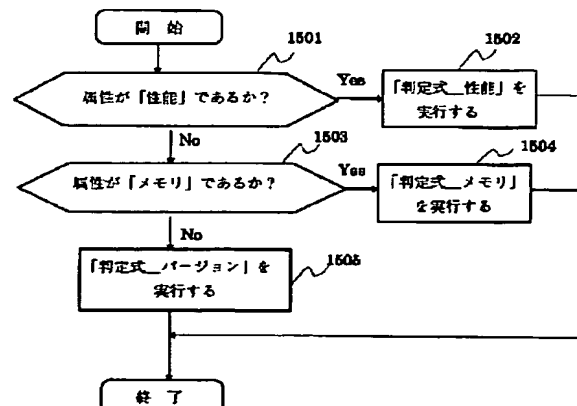 開始
1501
属性が「性能」であるか？
Yes
1502
「判定式__性能」を
実行する
No
1503
属性が「メモリ」であるか？
Yes
1504
「判定式__メモリ」
を実行する
No
「判定式__バージョン」を
実行する
1505
終了